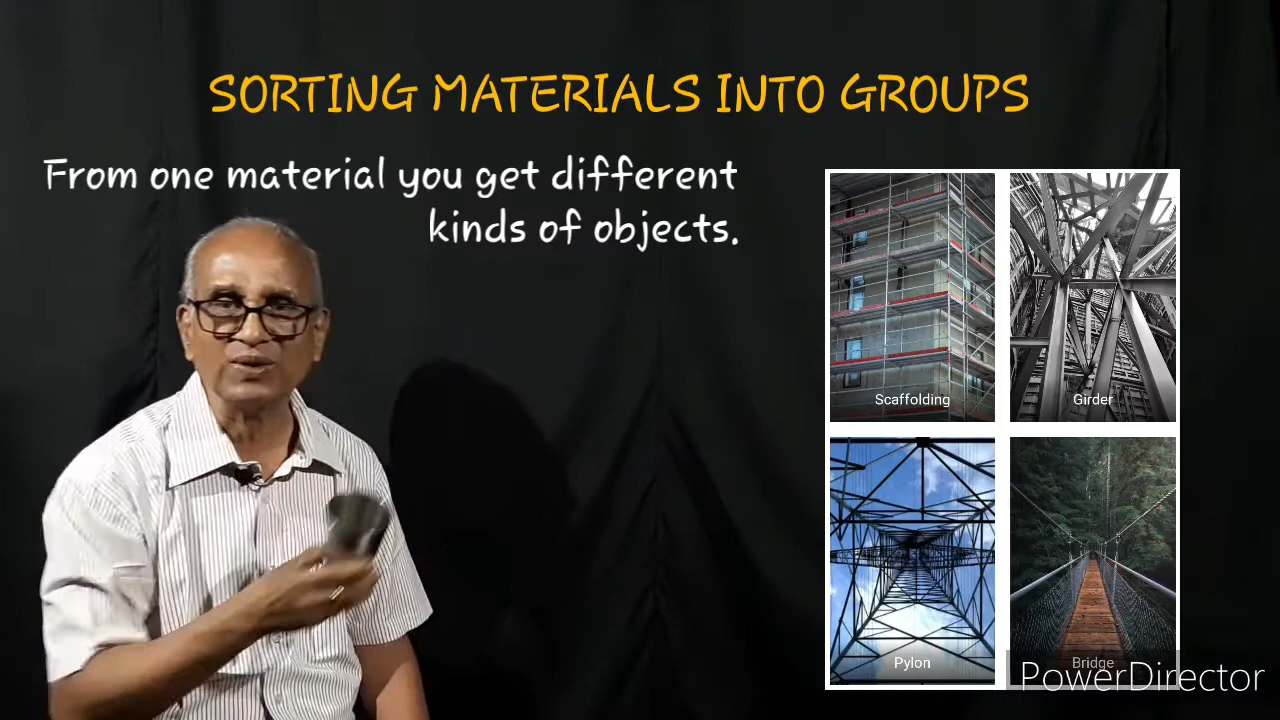 SORTING MATERIALS INTO GROUPS
From one material you get different
kinds of objects.
Scaffolding
Girder
Pylon
Bridge
PowerDirector